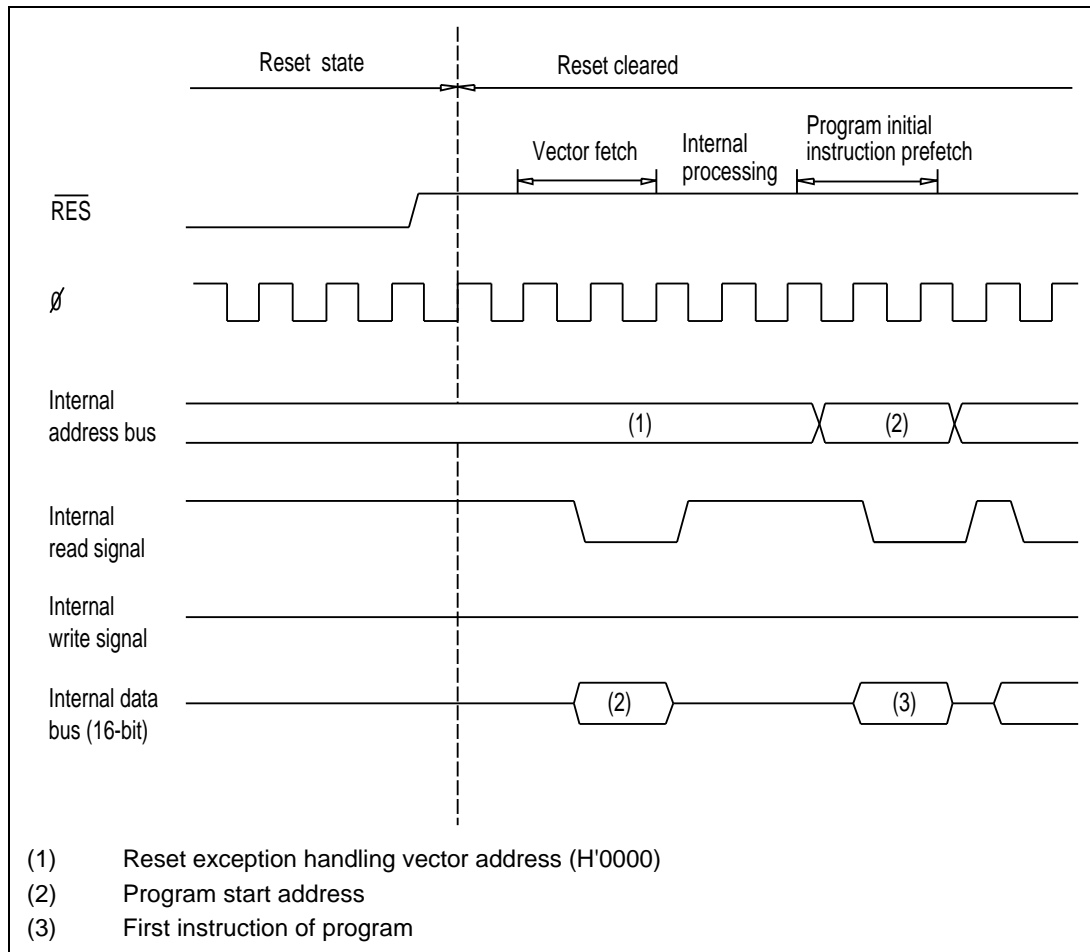 Reset state
Reset cleared
Vector fetch
Internal
processing
Program initial
instruction prefetch
RES
ø
Internal
address bus
(1)
(2)
Internal
read signal
Internal
write signal
Internal data
bus (16-bit)
(2)
(3)
(1) Reset exception handling vector address (H'0000)
(2) Program start address
(3) First instruction of program